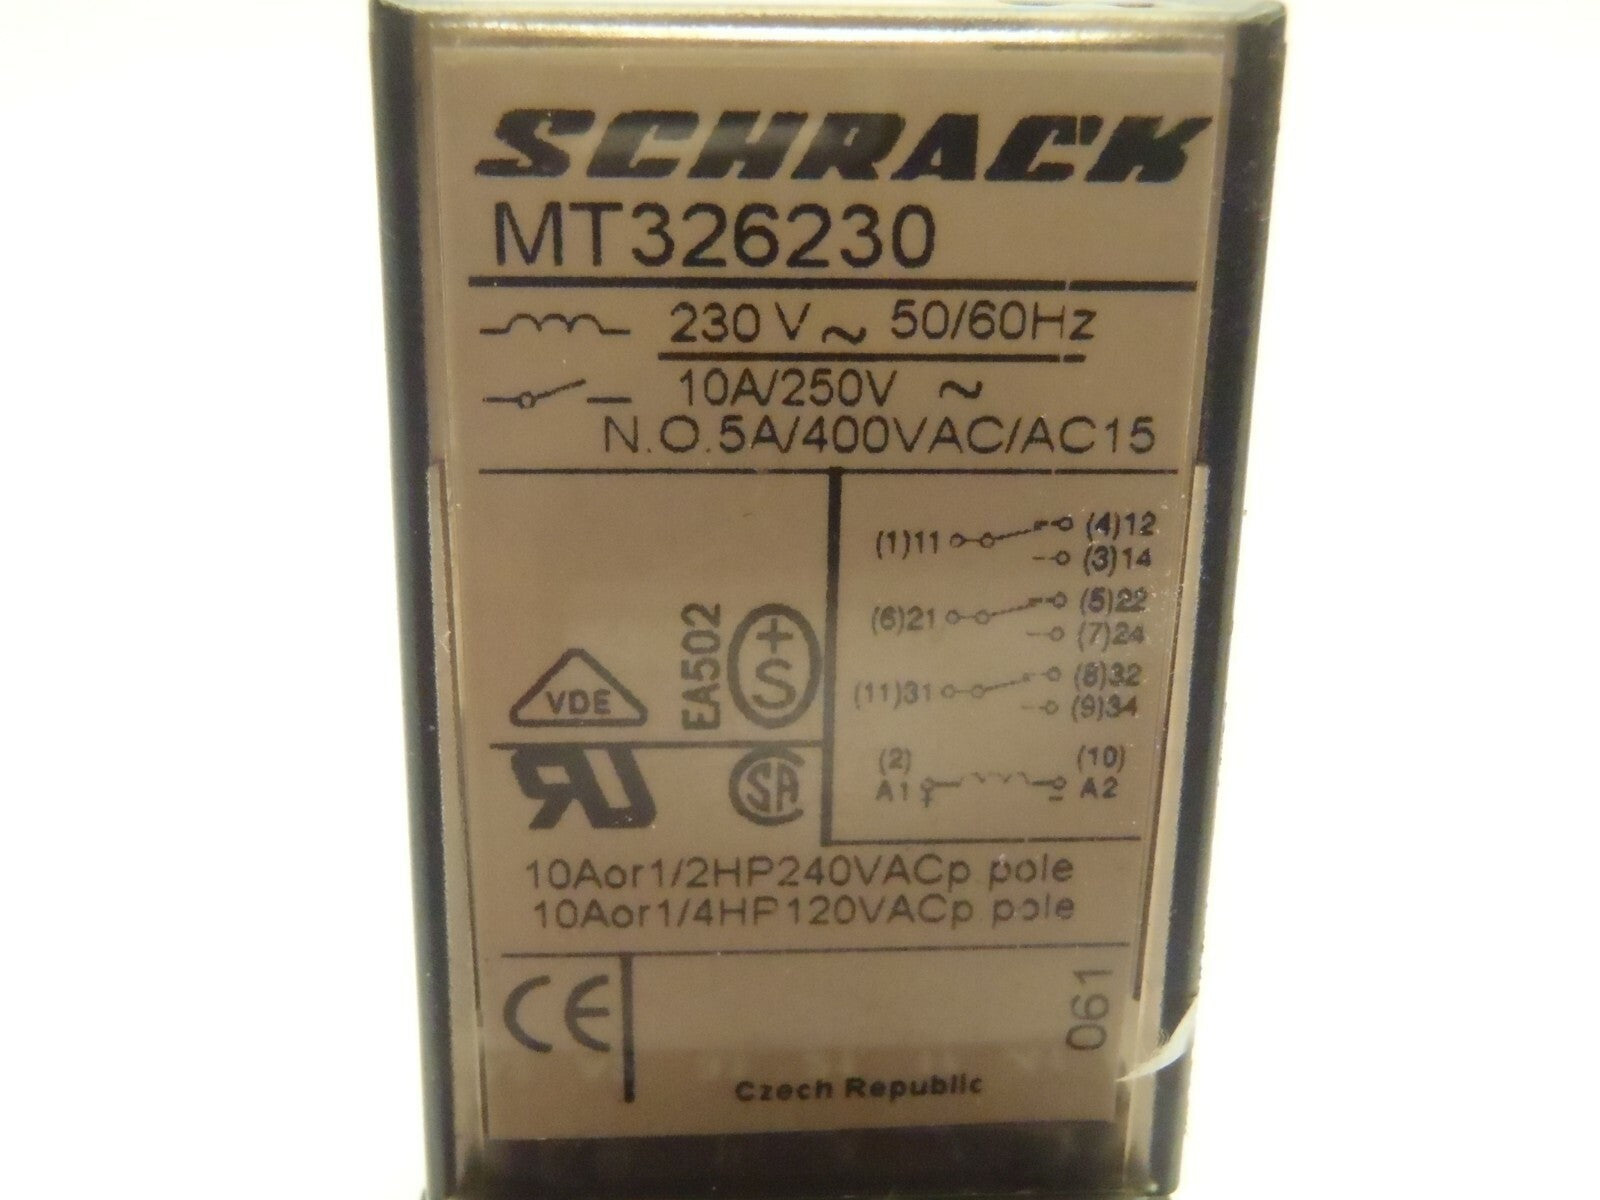 SCHRACK
MT326230
230 V ~ 50/60Hz
10A/250V ~
N.O.5A/400VAC/AC15
(1)11 (4)12
(3)14
(6)21 (5)22
(7)24
(11)31 (8)32
(9)34
(2) (10)
A1 + - A2
EA502
+S
VDE
RU
SA
10Aor1/2HP240VACp pole
10Aor1/4HP120VACp pole
CE
061
Czech Republic